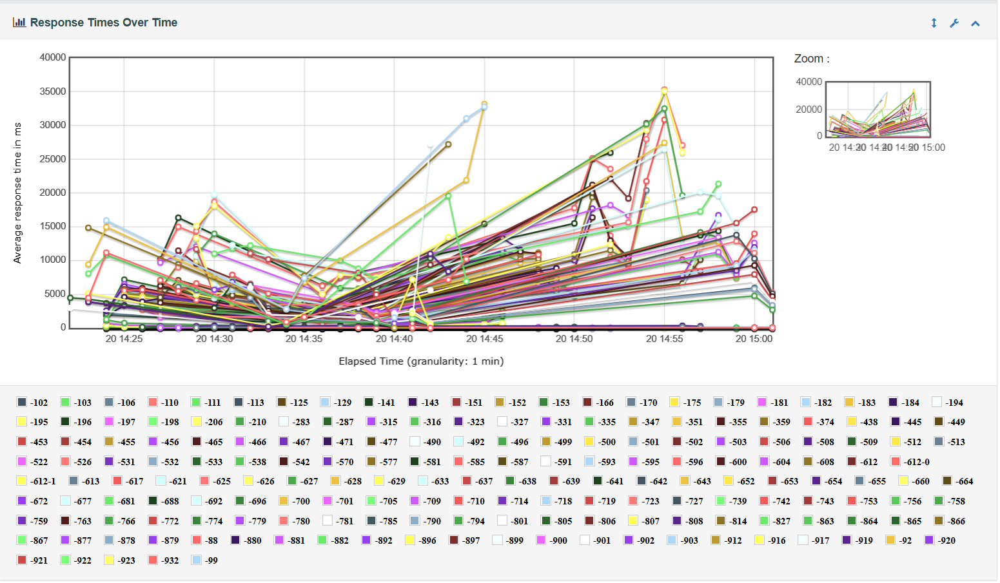 Response Times Over Time
Zoom :
40000
35000
30000
25000
20000
15000
10000
5000
0
Average response time in ms
20 14:25 20 14:30 20 14:35 20 14:40 20 14:45 20 14:50 20 14:55 20 15:00
Elapsed Time (granularity: 1 min)
40000
20000
0
20 14:30 20 14:40 20 14:50 20 15:00
-102 -103 -106 -110 -111 -113 -125 -129 -141 -143 -151 -152 -153 -166 -170 -175 -179 -181 -182 -183 -184 -194
-195 -196 -197 -198 -206 -210 -283 -287 -315 -316 -323 -327 -331 -335 -347 -351 -355 -359 -374 -438 -445 -449
-453 -454 -455 -456 -465 -466 -467 -471 -477 -490 -492 -496 -499 -500 -501 -502 -503 -506 -508 -509 -512 -513
-522 -526 -531 -532 -533 -538 -542 -570 -577 -581 -585 -587 -591 -593 -595 -596 -600 -604 -608 -612 -612-0
-612-1 -613 -617 -621 -625 -626 -627 -628 -629 -633 -637 -638 -639 -641 -642 -643 -652 -653 -654 -655 -660 -664
-672 -677 -681 -688 -692 -696 -700 -701 -705 -709 -710 -714 -718 -719 -723 -727 -739 -742 -743 -753 -756 -758
-759 -763 -766 -772 -774 -779 -780 -781 -785 -790 -794 -801 -805 -806 -807 -808 -814 -827 -863 -864 -865 -866
-867 -877 -878 -879 -88 -880 -881 -882 -892 -896 -897 -899 -900 -901 -902 -903 -912 -916 -917 -919 -92 -920
-921 -922 -923 -932 -99